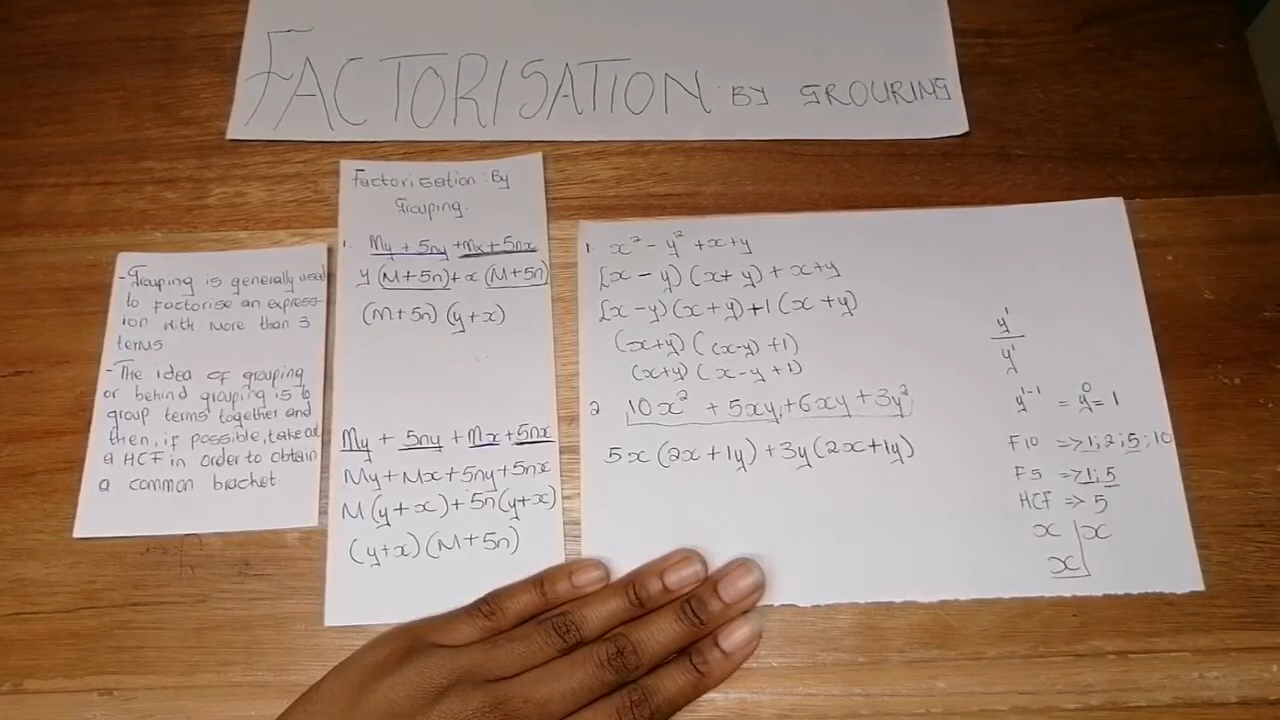 FACTORISATION BY GROURING
- Grouping is generally used
to factorise an express-
ion with more than 3
terms
- The idea of grouping
or behind grouping is to
group terms together and
then, if possible, take out
a HCF in order to obtain
a common bracket
Factorisation: By
Grouping.
1. My + 5ny + Mx + 5nx
y (M+5n) + x (M+5n)
(M+5n) (y+x)
My + 5ny + Mx + 5nx
My + Mx + 5ny + 5nx
M(y+x) + 5n(y+x)
(y+x)(M+5n)
1. x² - y² + x + y
(x - y) (x + y) + x + y
(x - y)(x + y) + 1 (x + y)
(x+y) ( (x-y) + 1)
(x+y) ( x - y + 1)
2 10x² + 5xy + 6xy + 3y²
5x (2x + 1y) + 3y (2x + 1y)
y¹
y¹
y¹⁻¹ = y⁰ = 1
F10 => 1; 2; 5; 10
F5 => 1; 5
HCF => 5
x | x
x